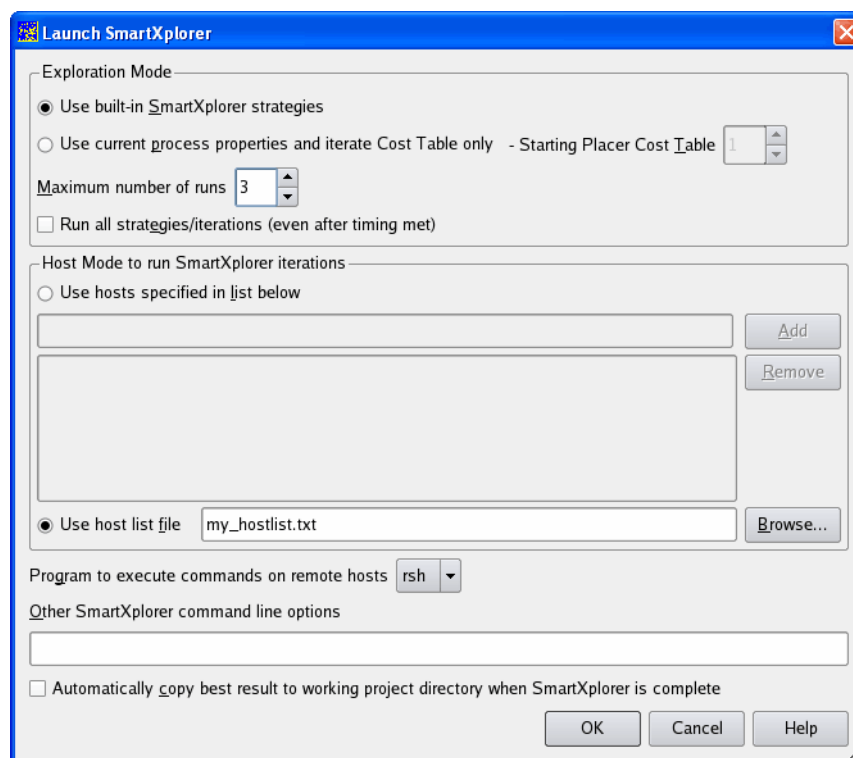 Launch SmartXplorer
Exploration Mode
Use built-in SmartXplorer strategies
Use current process properties and iterate Cost Table only - Starting Placer Cost Table 1
Maximum number of runs 3
Run all strategies/iterations (even after timing met)
Host Mode to run SmartXplorer iterations
Use hosts specified in list below
Add
Remove
Use host list file my_hostlist.txt Browse...
Program to execute commands on remote hosts rsh
Other SmartXplorer command line options
Automatically copy best result to working project directory when SmartXplorer is complete
OK Cancel Help